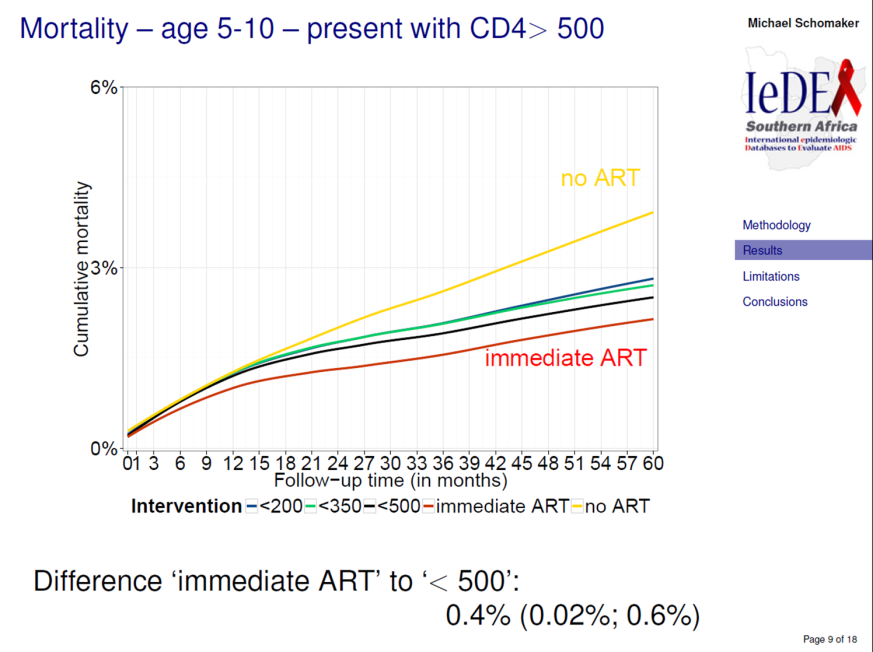 Mortality – age 5-10 – present with CD4> 500
Michael Schomaker
IeDEA
Southern Africa
International epidemiologic
Databases to Evaluate AIDS
Methodology
Results
Limitations
Conclusions
6%
3%
0%
Cumulative mortality
no ART
immediate ART
01 3 6 9 12 15 18 21 24 27 30 33 36 39 42 45 48 51 54 57 60
Follow−up time (in months)
Intervention <200 <350 <500 immediate ART no ART
Difference ‘immediate ART’ to ‘< 500’:
0.4% (0.02%; 0.6%)
Page 9 of 18